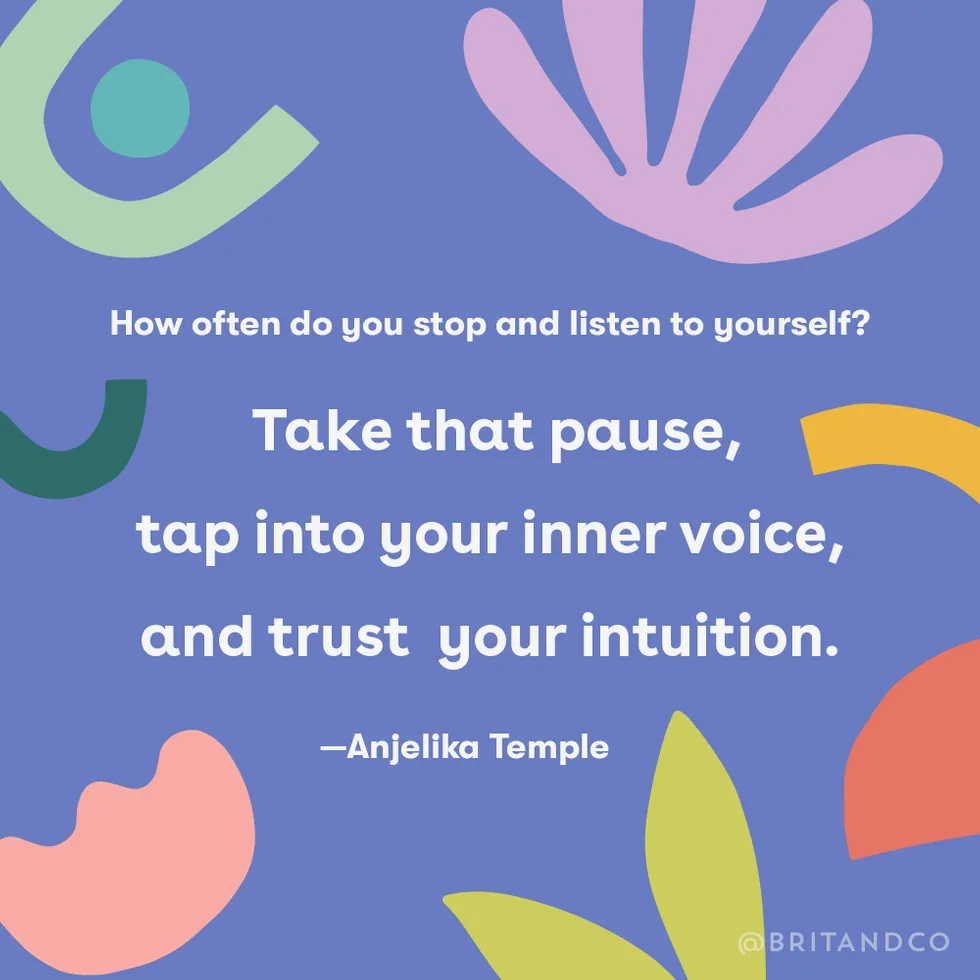 How often do you stop and listen to yourself?
Take that pause,
tap into your inner voice,
and trust  your intuition.
—Anjelika Temple
@BRITANDCO